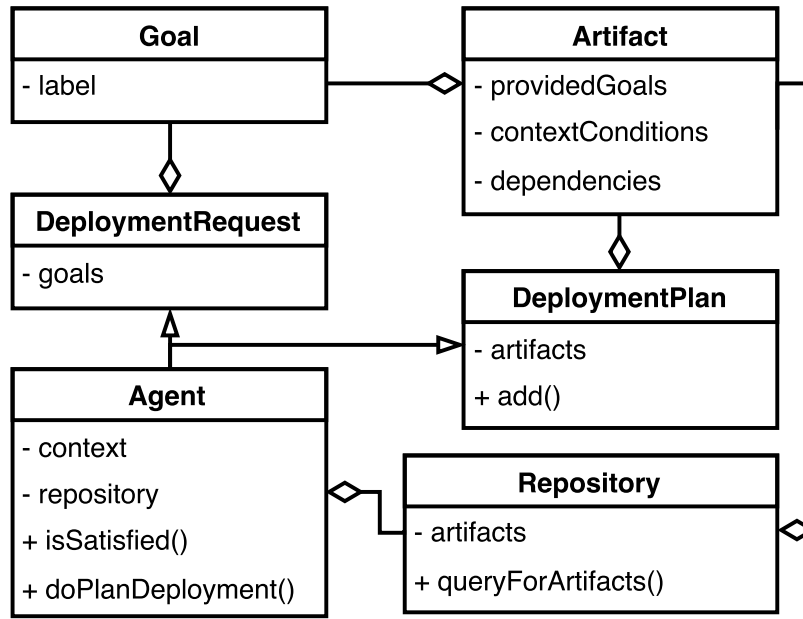 Goal
- label
Artifact
- providedGoals
- contextConditions
- dependencies
DeploymentRequest
- goals
DeploymentPlan
- artifacts
+ add()
Agent
- context
- repository
+ isSatisfied()
+ doPlanDeployment()
Repository
- artifacts
+ queryForArtifacts()